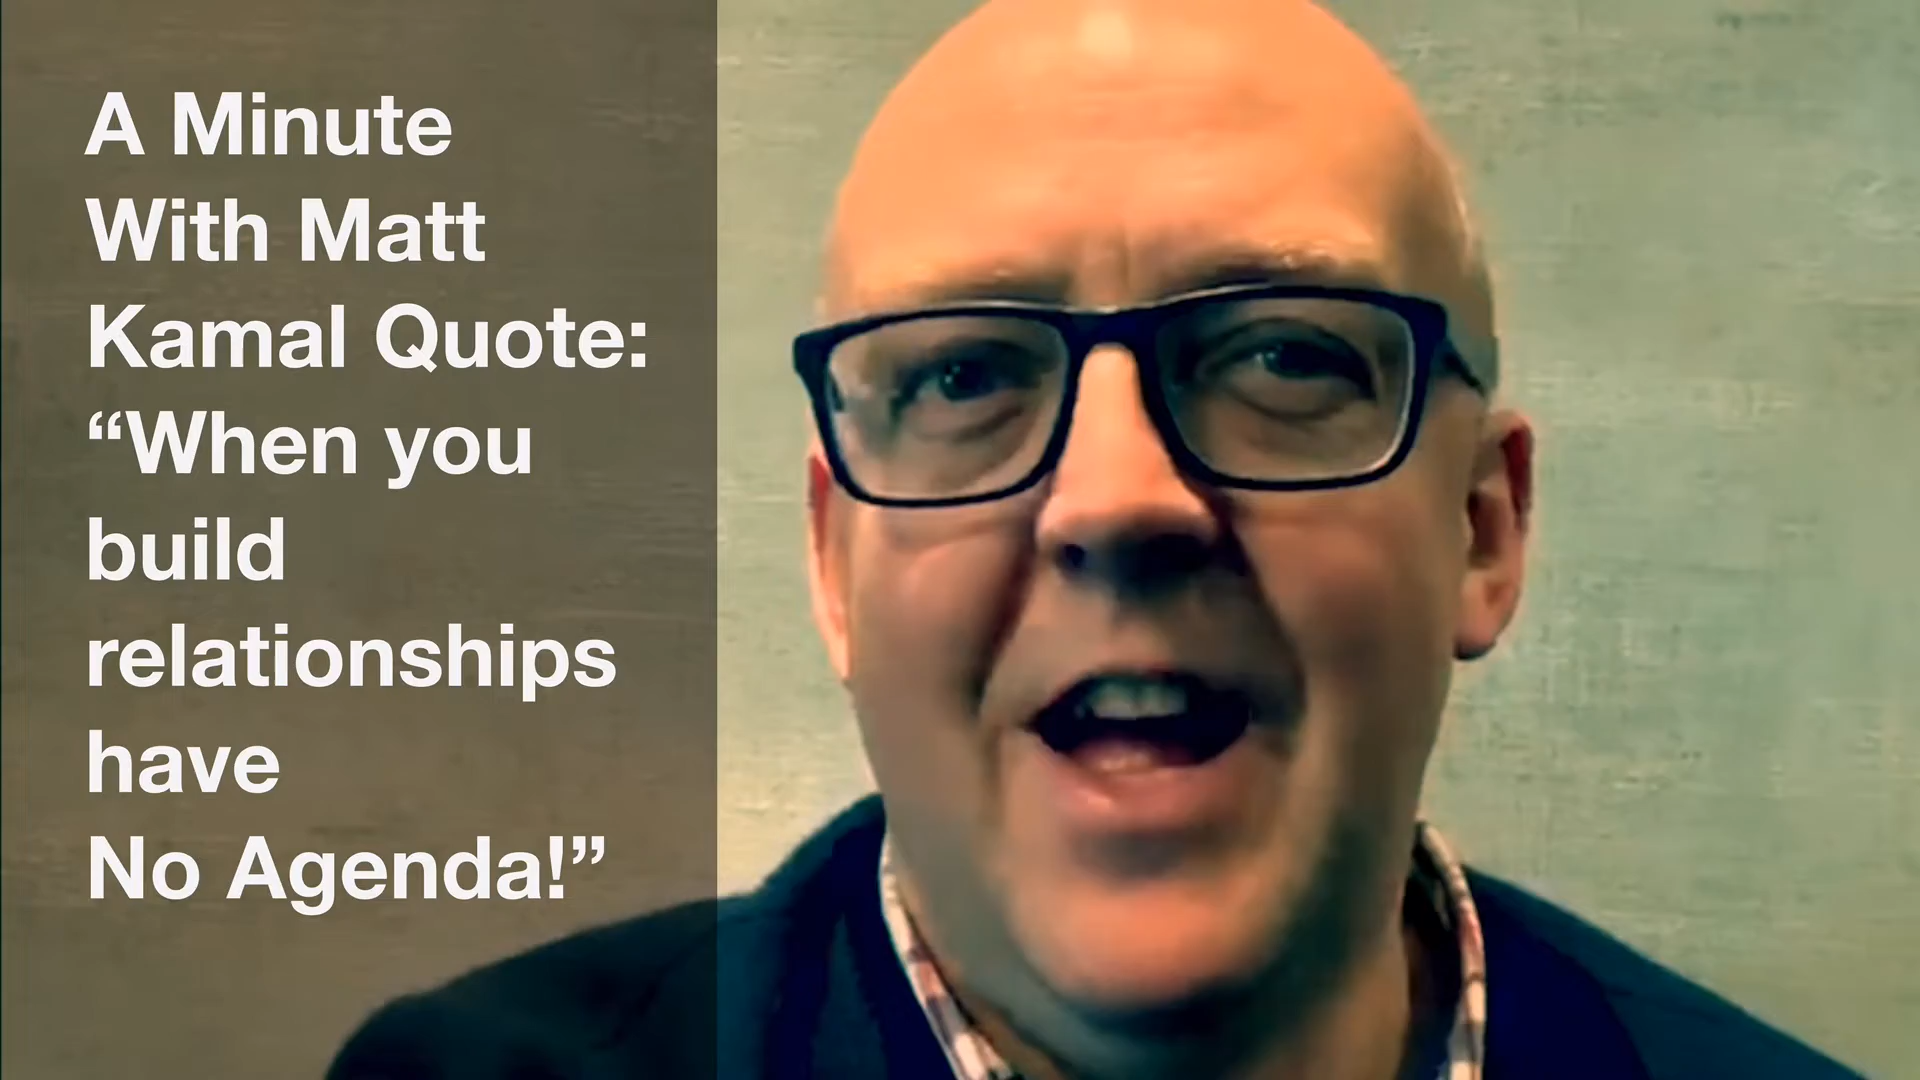 A Minute
With Matt
Kamal Quote:
“When you
build
relationships
have
No Agenda!”